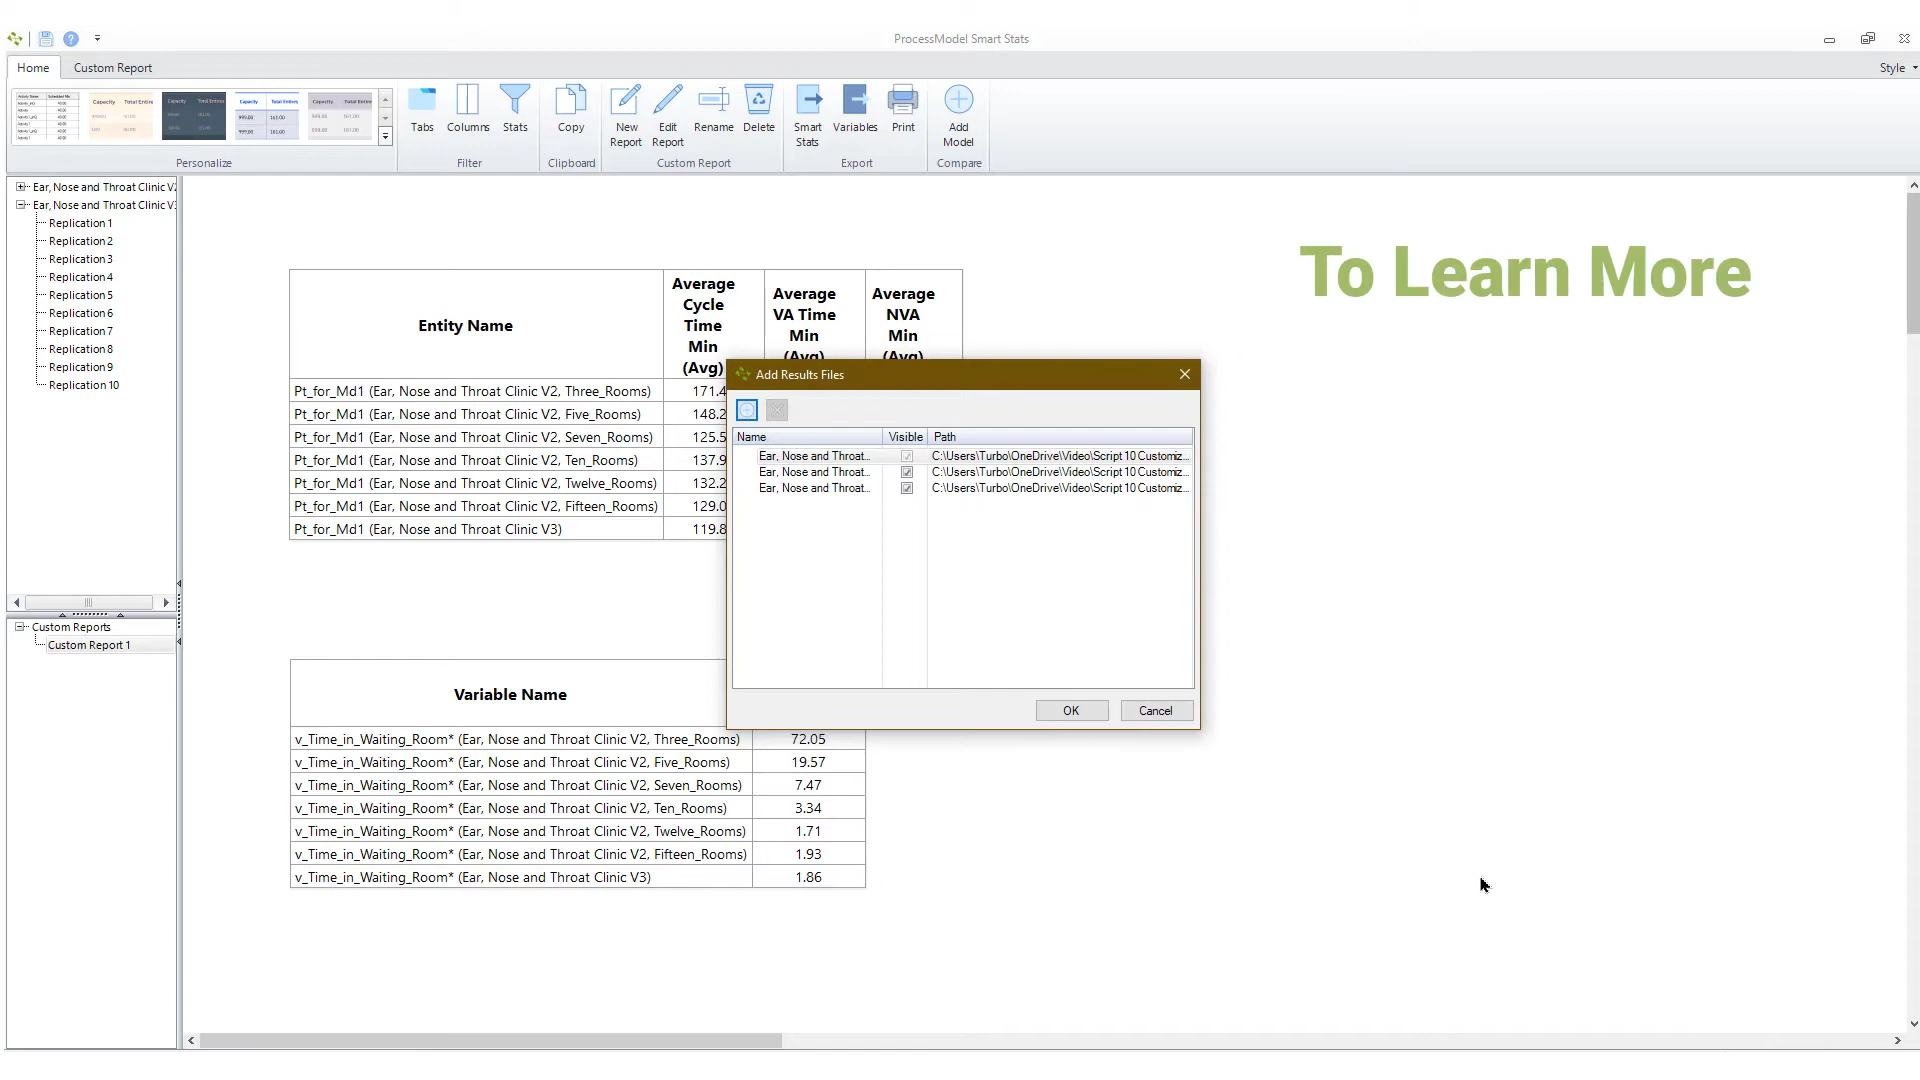 ProcessModel Smart Stats
Home Custom Report Style
Tabs Columns Stats Copy New Report Edit Report Rename Delete Smart Stats Variables Print Add Model
Personalize Filter Clipboard Custom Report Export Compare
Ear, Nose and Throat Clinic V2
Ear, Nose and Throat Clinic V3
Replication 1
Replication 2
Replication 3
Replication 4
Replication 5
Replication 6
Replication 7
Replication 8
Replication 9
Replication 10
Custom Reports
Custom Report 1
To Learn More
Entity Name
Average Cycle Time Min (Avg)
Average VA Time Min (Avg)
Average NVA Min (Avg)
Pt_for_Md1 (Ear, Nose and Throat Clinic V2, Three_Rooms) 171.4
Pt_for_Md1 (Ear, Nose and Throat Clinic V2, Five_Rooms) 148.2
Pt_for_Md1 (Ear, Nose and Throat Clinic V2, Seven_Rooms) 125.5
Pt_for_Md1 (Ear, Nose and Throat Clinic V2, Ten_Rooms) 137.9
Pt_for_Md1 (Ear, Nose and Throat Clinic V2, Twelve_Rooms) 132.2
Pt_for_Md1 (Ear, Nose and Throat Clinic V2, Fifteen_Rooms) 129.0
Pt_for_Md1 (Ear, Nose and Throat Clinic V3) 119.8
Add Results Files
Name Visible Path
Ear, Nose and Throat... C:\Users\Turbo\OneDrive\Video\Script 10 Customiz...
Ear, Nose and Throat... C:\Users\Turbo\OneDrive\Video\Script 10 Customiz...
Ear, Nose and Throat... C:\Users\Turbo\OneDrive\Video\Script 10 Customiz...
OK Cancel
Variable Name
v_Time_in_Waiting_Room* (Ear, Nose and Throat Clinic V2, Three_Rooms) 72.05
v_Time_in_Waiting_Room* (Ear, Nose and Throat Clinic V2, Five_Rooms) 19.57
v_Time_in_Waiting_Room* (Ear, Nose and Throat Clinic V2, Seven_Rooms) 7.47
v_Time_in_Waiting_Room* (Ear, Nose and Throat Clinic V2, Ten_Rooms) 3.34
v_Time_in_Waiting_Room* (Ear, Nose and Throat Clinic V2, Twelve_Rooms) 1.71
v_Time_in_Waiting_Room* (Ear, Nose and Throat Clinic V2, Fifteen_Rooms) 1.93
v_Time_in_Waiting_Room* (Ear, Nose and Throat Clinic V3) 1.86